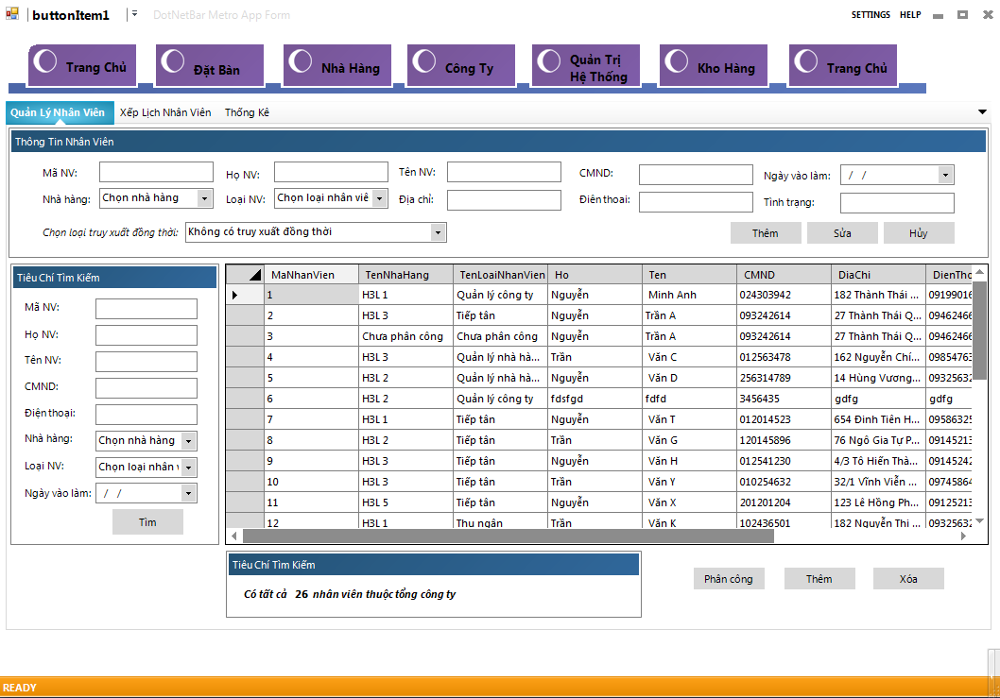 buttonItem1 DotNetBar Metro App Form SETTINGS HELP
Trang Chủ Đặt Bàn Nhà Hàng Công Ty Quản Trị Hệ Thống Kho Hàng Trang Chủ
Quản Lý Nhân Viên Xếp Lịch Nhân Viên Thống Kê
Thông Tin Nhân Viên
Mã NV: Họ NV: Tên NV: CMND: Ngày vào làm: / /
Nhà hàng: Chọn nhà hàng Loại NV: Chọn loại nhân viê Địa chỉ: Điện thoại: Tình trạng:
Chọn loại truy xuất đồng thời: Không có truy xuất đồng thời Thêm Sửa Hủy
Tiêu Chí Tìm Kiếm
Mã NV:
Họ NV:
Tên NV:
CMND:
Điện thoại:
Nhà hàng: Chọn nhà hàng
Loại NV: Chọn loại nhân v
Ngày vào làm: / /
Tìm
MaNhanVien TenNhaHang TenLoaiNhanVien Ho Ten CMND DiaChi DienTho
1 H3L 1 Quản lý công ty Nguyễn Minh Anh 024303942 182 Thành Thái ... 09199016
2 H3L 3 Tiếp tân Nguyễn Trần A 093242614 27 Thành Thái Q... 09462466
3 Chưa phân công Chưa phân công Nguyễn Trần A 093242614 27 Thành Thái Q... 09462466
4 H3L 3 Quản lý nhà hà... Trần Văn C 012563478 162 Nguyễn Chí... 09854763
5 H3L 2 Quản lý nhà hà... Nguyễn Văn D 256314789 14 Hùng Vương... 09325632
6 H3L 2 Quản lý công ty fdsfgd fdfd 3456435 gdfg gdfg
7 H3L 1 Tiếp tân Nguyễn Văn T 012014523 654 Đinh Tiên H... 09586325
8 H3L 2 Tiếp tân Trần Văn G 120145896 76 Ngô Gia Tự P... 09145213
9 H3L 3 Tiếp tân Nguyễn Văn H 012541230 4/3 Tô Hiến Thà... 09145242
10 H3L 3 Tiếp tân Trần Văn Y 010254632 32/1 Vĩnh Viễn ... 09745864
11 H3L 5 Tiếp tân Nguyễn Văn X 201201204 123 Lê Hồng Ph... 09125213
12 H3L 1 Thu ngân Trần Văn K 102436501 182 Nguyễn Thị ... 09325632
Tiêu Chí Tìm Kiếm
Có tất cả 26 nhân viên thuộc tổng công ty
Phân công Thêm Xóa
READY